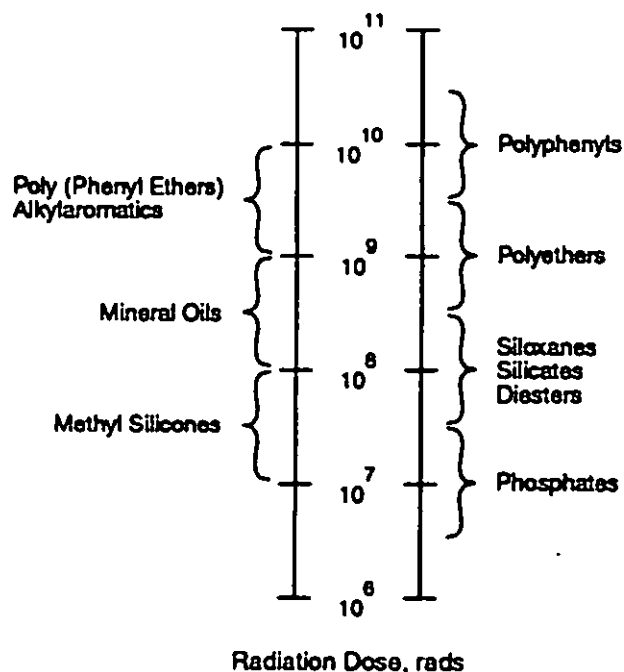 10^11
10^10
Polyphenyls
Poly (Phenyl Ethers)
Alkylaromatics
10^9
Polyethers
Mineral Oils
10^8
Siloxanes
Silicates
Diesters
Methyl Silicones
10^7
Phosphates
10^6
Radiation Dose, rads